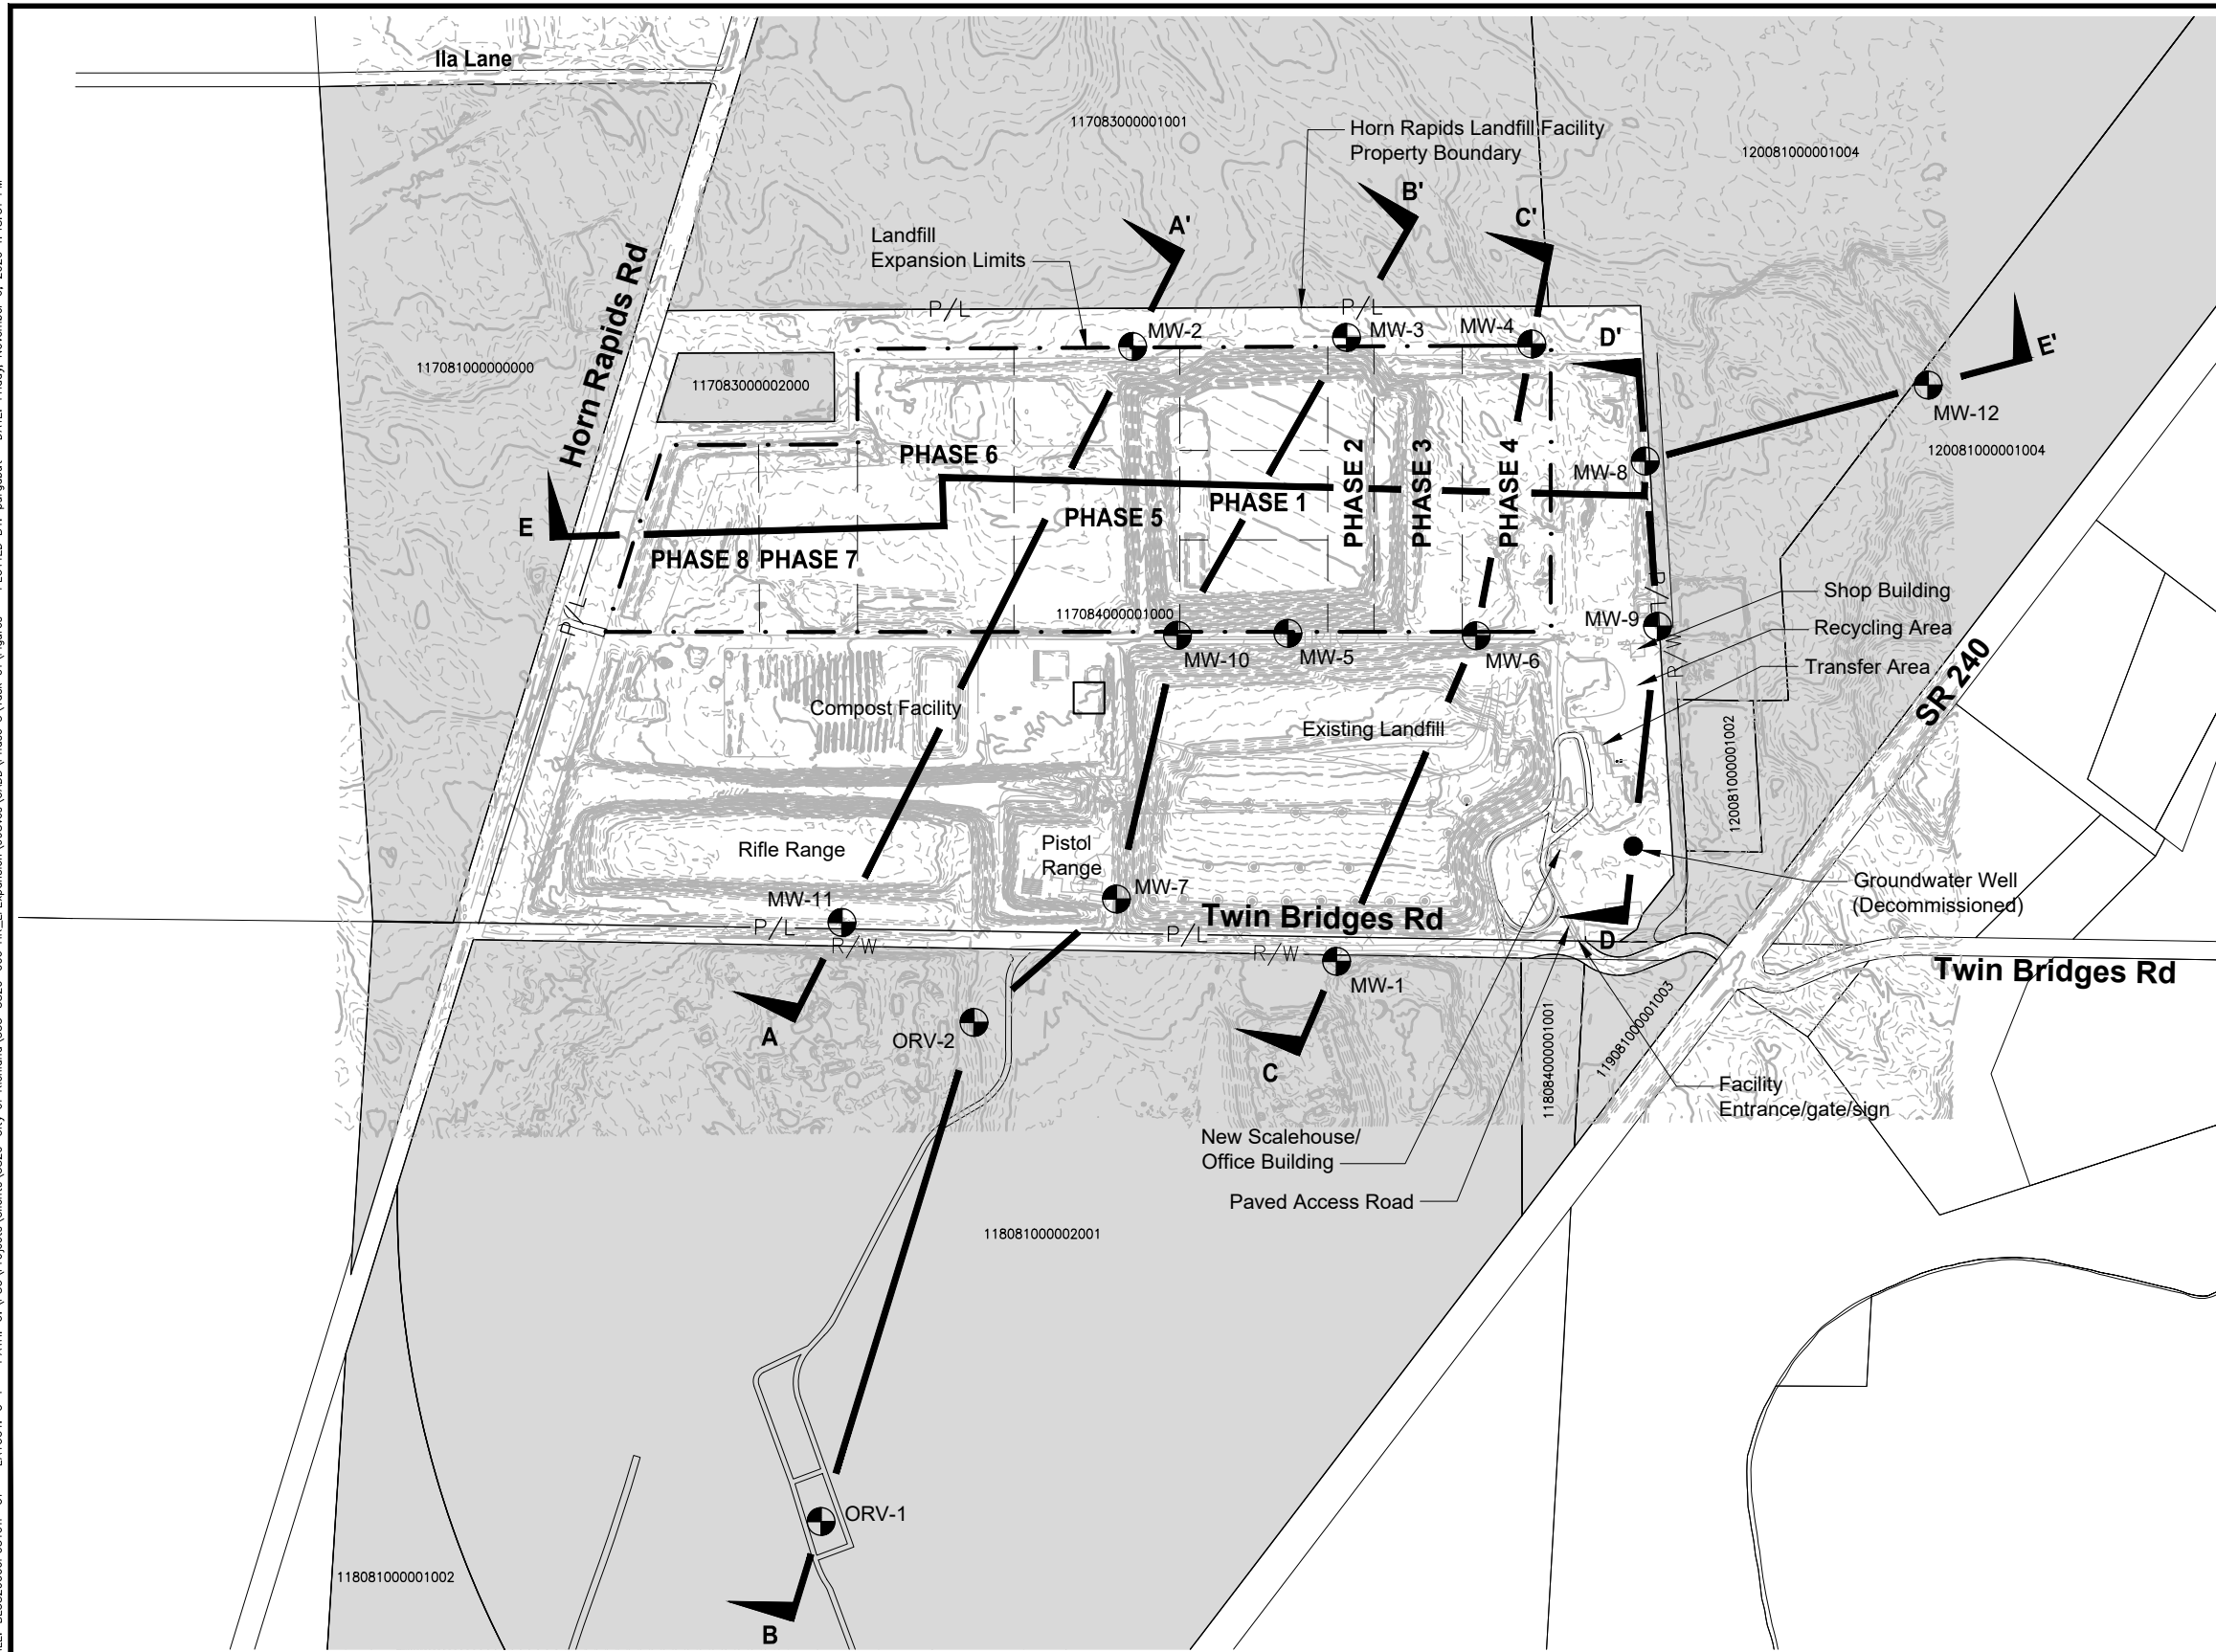 Ila Lane
117083000001001
Horn Rapids Landfill Facility
Property Boundary
120081000001004
B'
A'
C'
Landfill
Expansion Limits
Horn Rapids Rd
P/L
P/L
MW-2
MW-3
MW-4
D'
E'
117081000000000
117083000002000
MW-12
120081000001004
PHASE 6
PHASE 2
PHASE 3
PHASE 4
MW-8
E
PHASE 5
PHASE 1
PHASE 8
PHASE 7
P/L
117084000001000
P/L
Shop Building
MW-9
Recycling Area
R/W
MW-10
MW-5
MW-6
Transfer Area
SR 240
Compost Facility
Existing Landfill
120081000001002
Rifle Range
Pistol
Range
MW-7
Groundwater Well
(Decommissioned)
MW-11
P/L
R/W
Twin Bridges Rd
P/L
R/W
D
Twin Bridges Rd
MW-1
A
ORV-2
C
118084000001001
119081000001003
Facility
Entrance/gate/sign
New Scalehouse/
Office Building
Paved Access Road
118081000002001
ORV-1
118081000001002
B